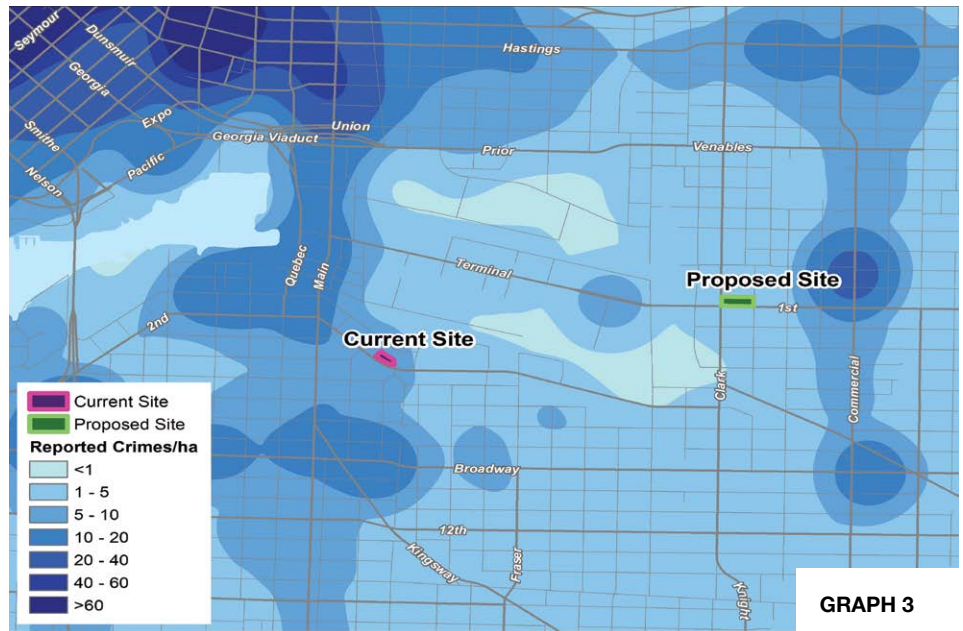 Seymour
Dunsmuir
Georgia
Smithe
Nelson
Expo
Pacific
Georgia Viaduct
Union
Hastings
Prior
Venables
Quebec
Main
Terminal
Proposed Site
1st
2nd
Current Site
Clark
Commercial
Broadway
12th
Kingsway
Fraser
Knight
Current Site
Proposed Site
Reported Crimes/ha
<1
1 - 5
5 - 10
10 - 20
20 - 40
40 - 60
>60
GRAPH 3